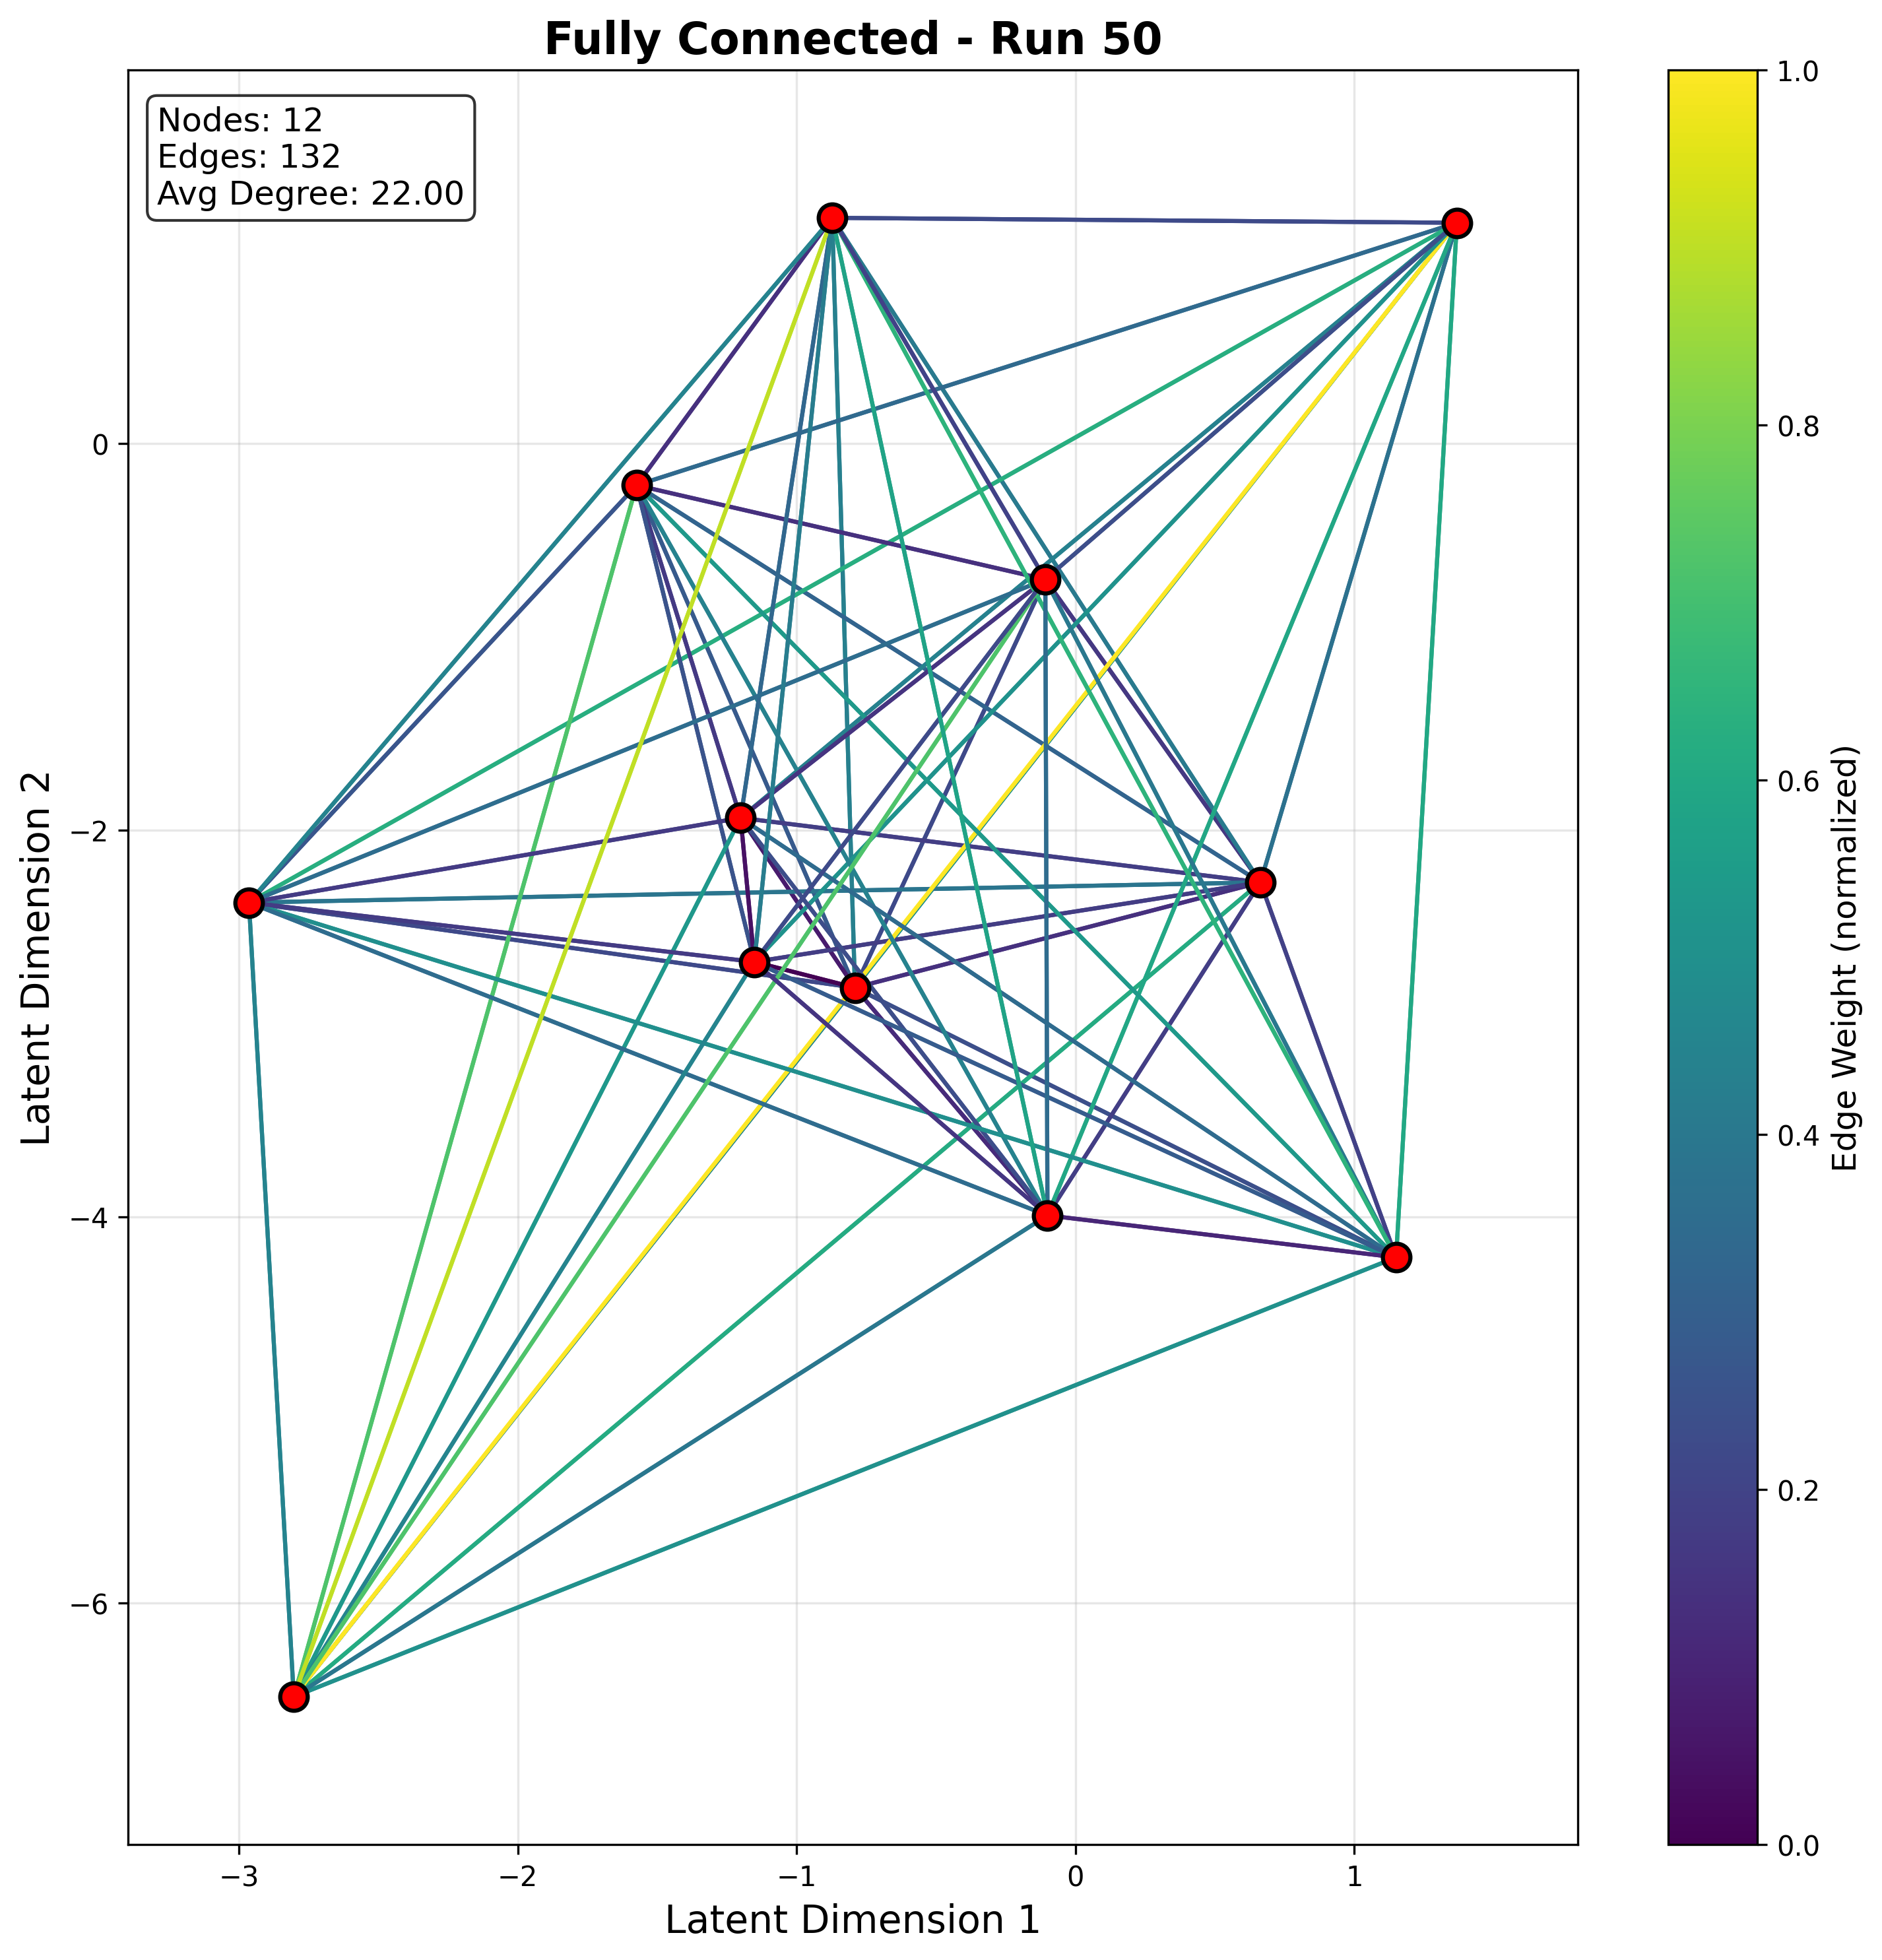 Fully Connected - Run 50
Nodes: 12
Edges: 132
Avg Degree: 22.00
0
−2
−4
−6
Latent Dimension 2
−3
−2
−1
0
1
Latent Dimension 1
1.0
0.8
0.6
0.4
0.2
0.0
Edge Weight (normalized)